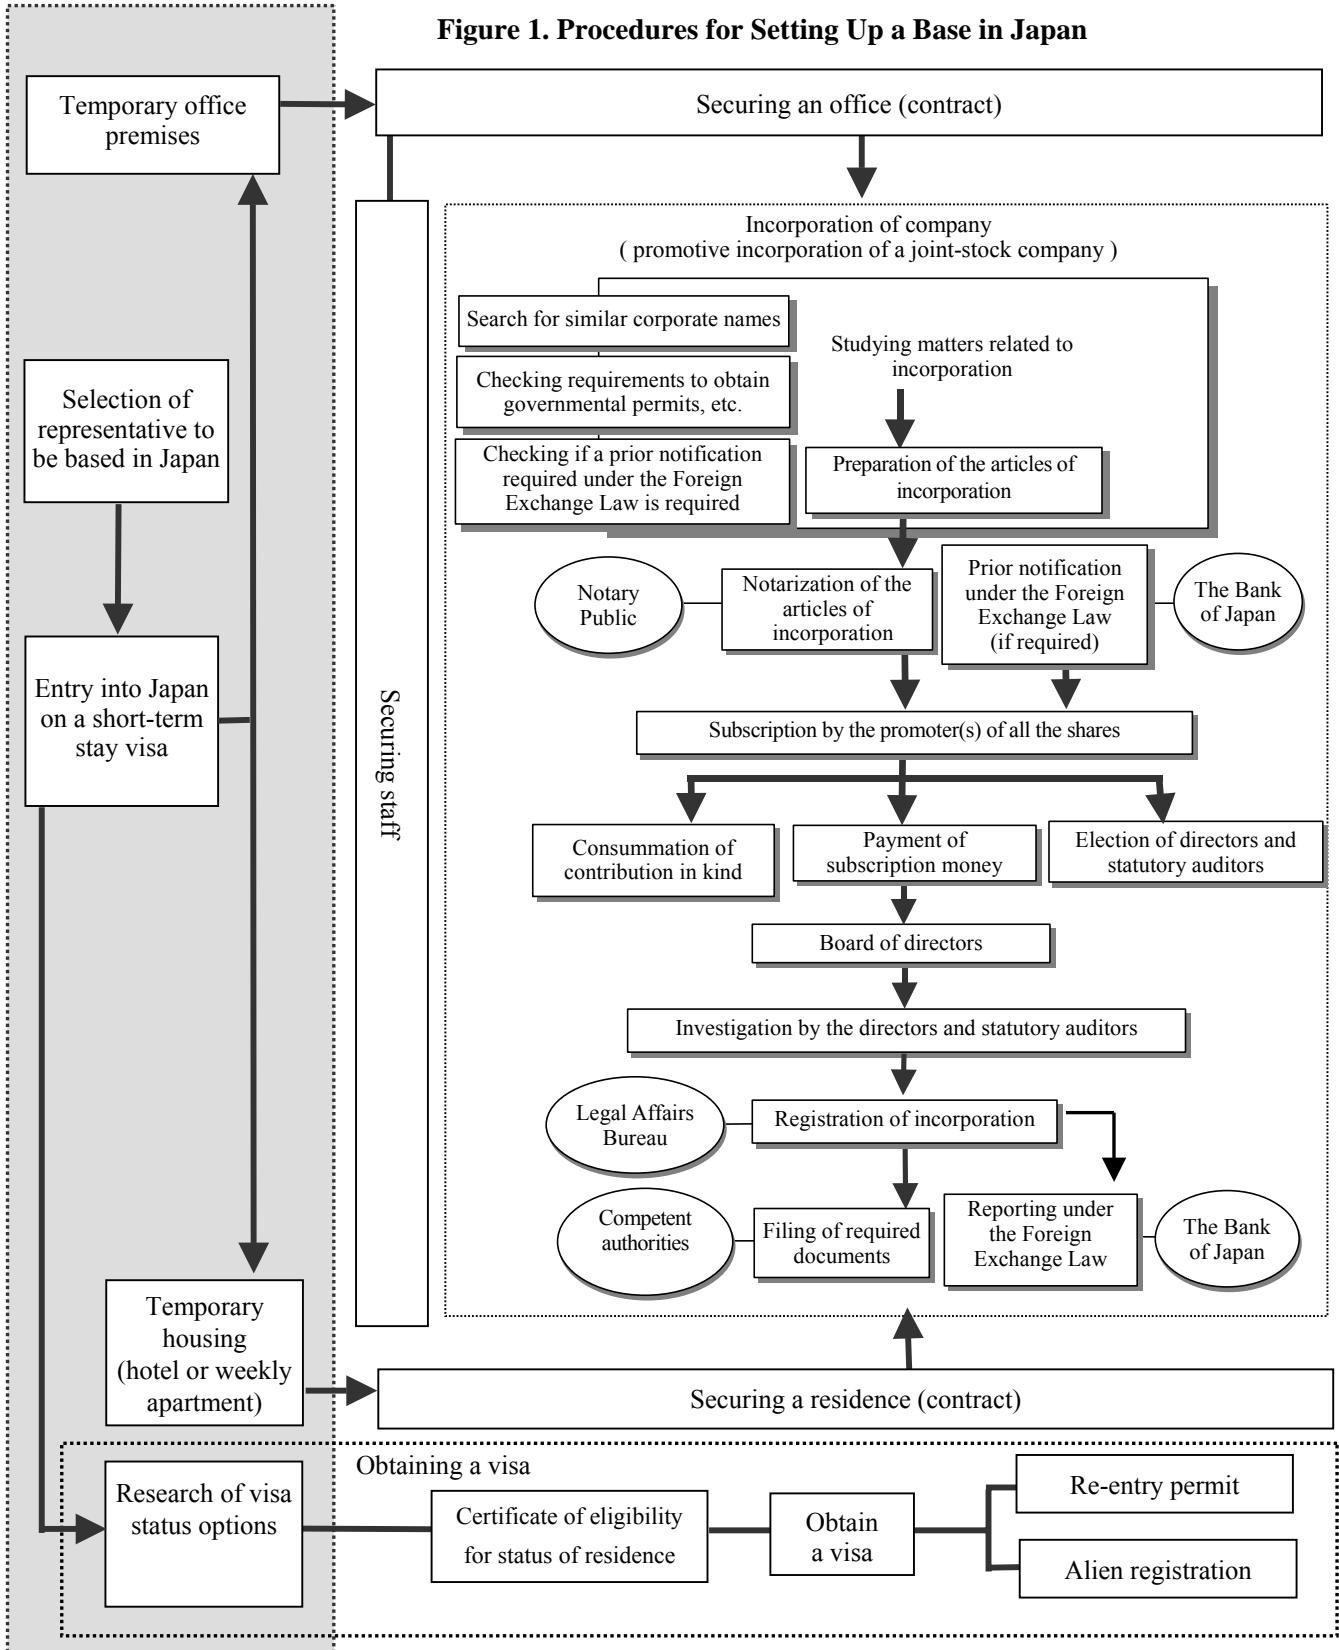 Figure 1. Procedures for Setting Up a Base in Japan
Temporary office
premises
Securing an office (contract)
Selection of
representative to
be based in Japan
Entry into Japan
on a short-term
stay visa
Securing staff
Incorporation of company
( promotive incorporation of a joint-stock company )
Search for similar corporate names
Checking requirements to obtain
governmental permits, etc.
Checking if a prior notification
required under the Foreign
Exchange Law is required
Studying matters related to
incorporation
Preparation of the articles of
incorporation
Notary
Public
Notarization of the
articles of
incorporation
Prior notification
under the Foreign
Exchange Law
(if required)
The Bank
of Japan
Subscription by the promoter(s) of all the shares
Consummation of
contribution in kind
Payment of
subscription money
Election of directors and
statutory auditors
Board of directors
Investigation by the directors and statutory auditors
Legal Affairs
Bureau
Registration of incorporation
Competent
authorities
Filing of required
documents
Reporting under
the Foreign
Exchange Law
The Bank
of Japan
Temporary
housing
(hotel or weekly
apartment)
Securing a residence (contract)
Obtaining a visa
Research of visa
status options
Certificate of eligibility
for status of residence
Obtain
a visa
Re-entry permit
Alien registration